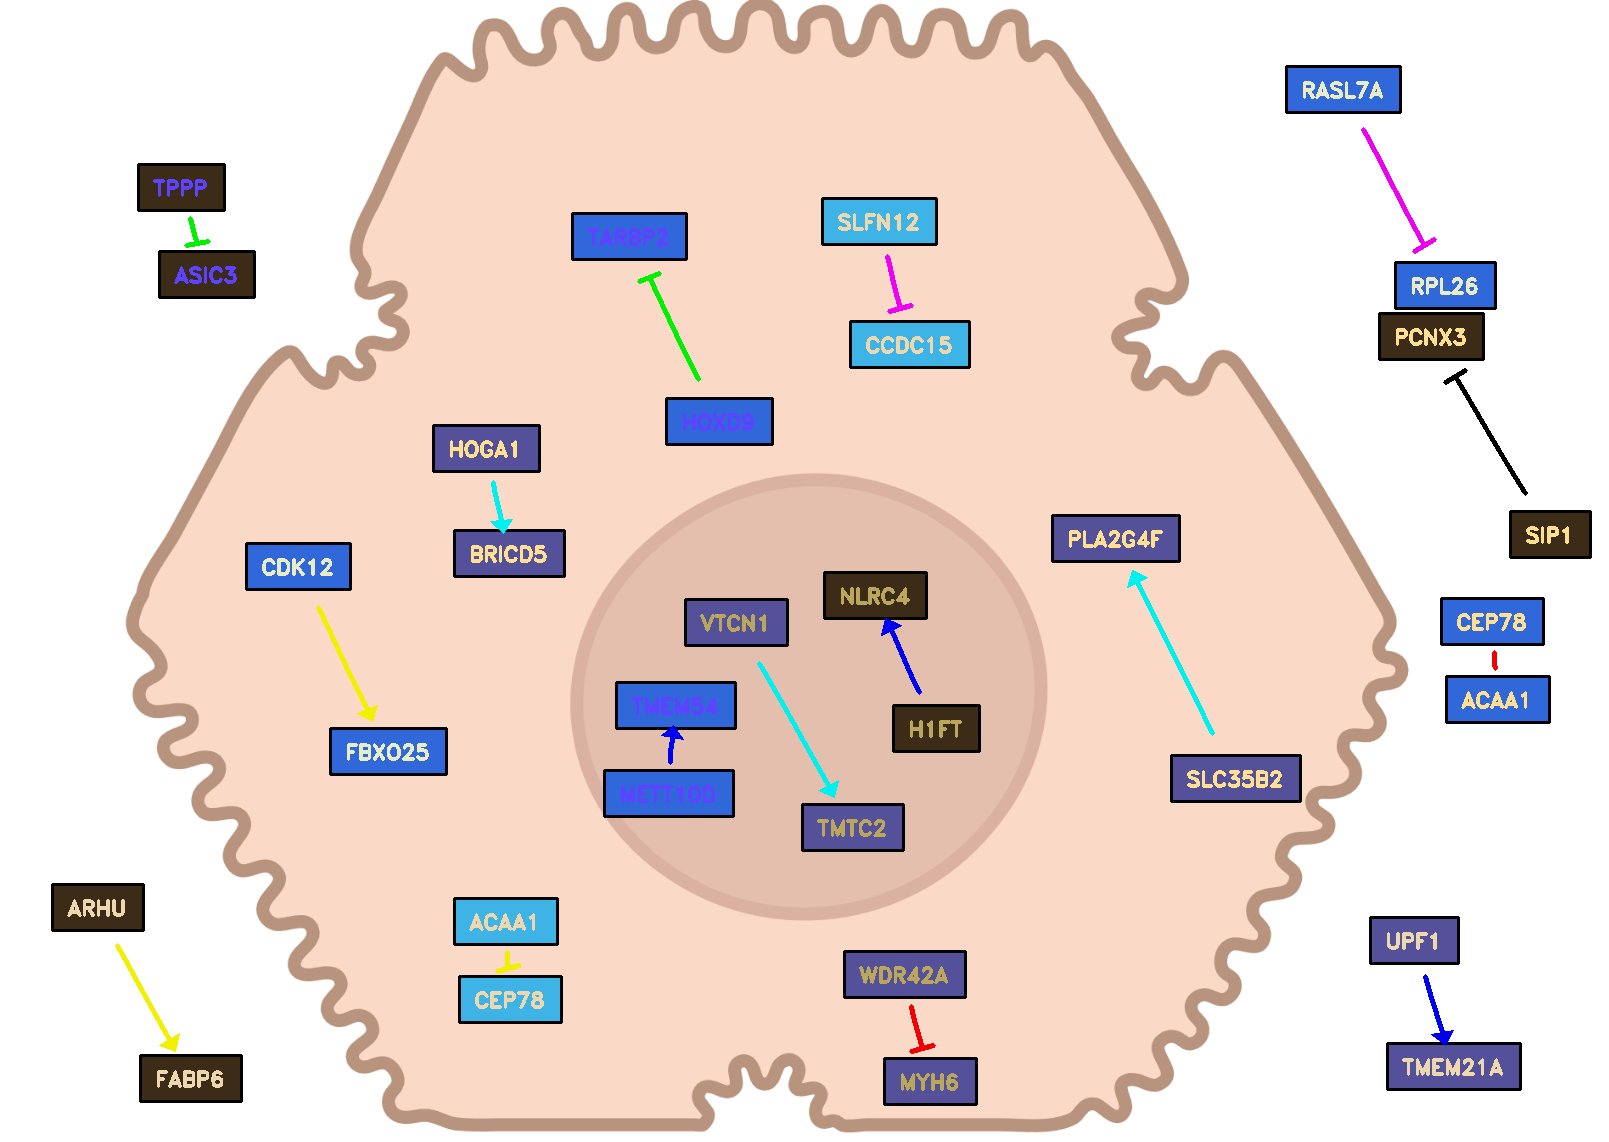 RASL7A
TPPP
SLFN12
TARBP2
ASIC3
RPL26
PCNX3
CCDC15
HOXD9
HOGA1
SIP1
PLA2G4F
BRICD5
CDK12
NLRC4
VTCN1
CEP78
ACAA1
TMEM54
H1FT
FBXO25
SLC35B2
METT10D
TMTC2
ARHU
ACAA1
UPF1
WDR42A
CEP78
TMEM21A
FABP6
MYH6